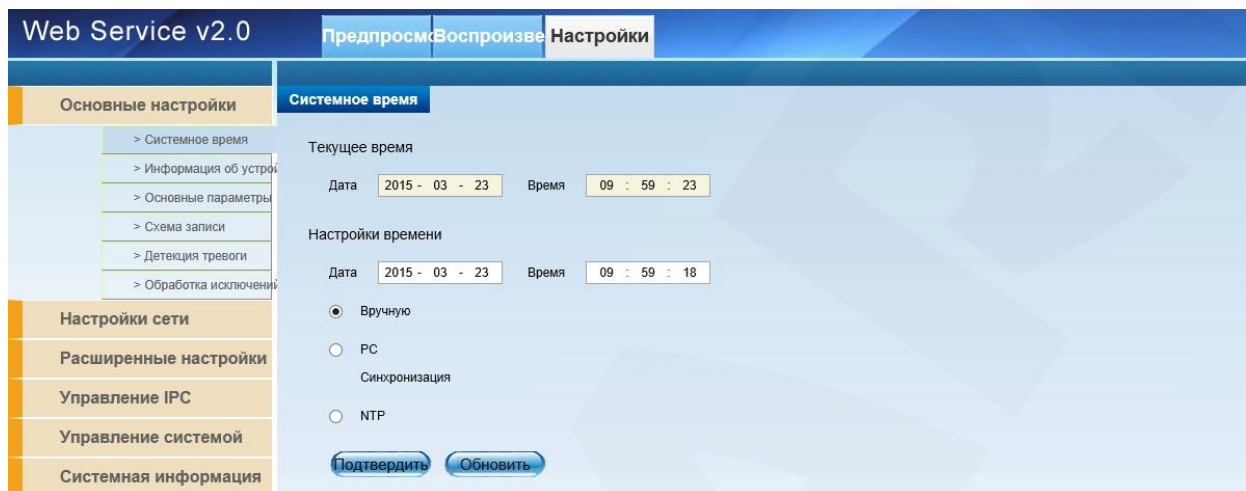 Web Service v2.0
Предпросм Воспроизве Настройки
Основные настройки
> Системное время
> Информация об устрой
> Основные параметры
> Схема записи
> Детекция тревоги
> Обработка исключений
Настройки сети
Расширенные настройки
Управление IPC
Управление системой
Системная информация
Системное время
Текущее время
Дата 2015 - 03 - 23 Время 09 : 59 : 23
Настройки времени
Дата 2015 - 03 - 23 Время 09 : 59 : 18
Вручную
PC
Синхронизация
NTP
Подтвердить Обновить